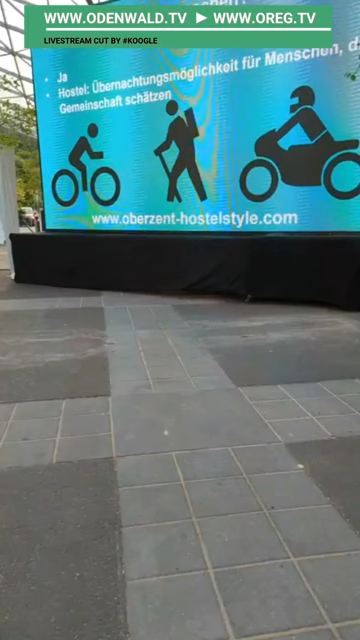 WWW.ODENWALD.TV ▶ WWW.OREG.TV
LIVESTREAM CUT BY #KOOGLE
• Ja
• Hostel: Übernachtungsmöglichkeit für Menschen, d
Gemeinschaft schätzen
www.oberzent-hostelstyle.com